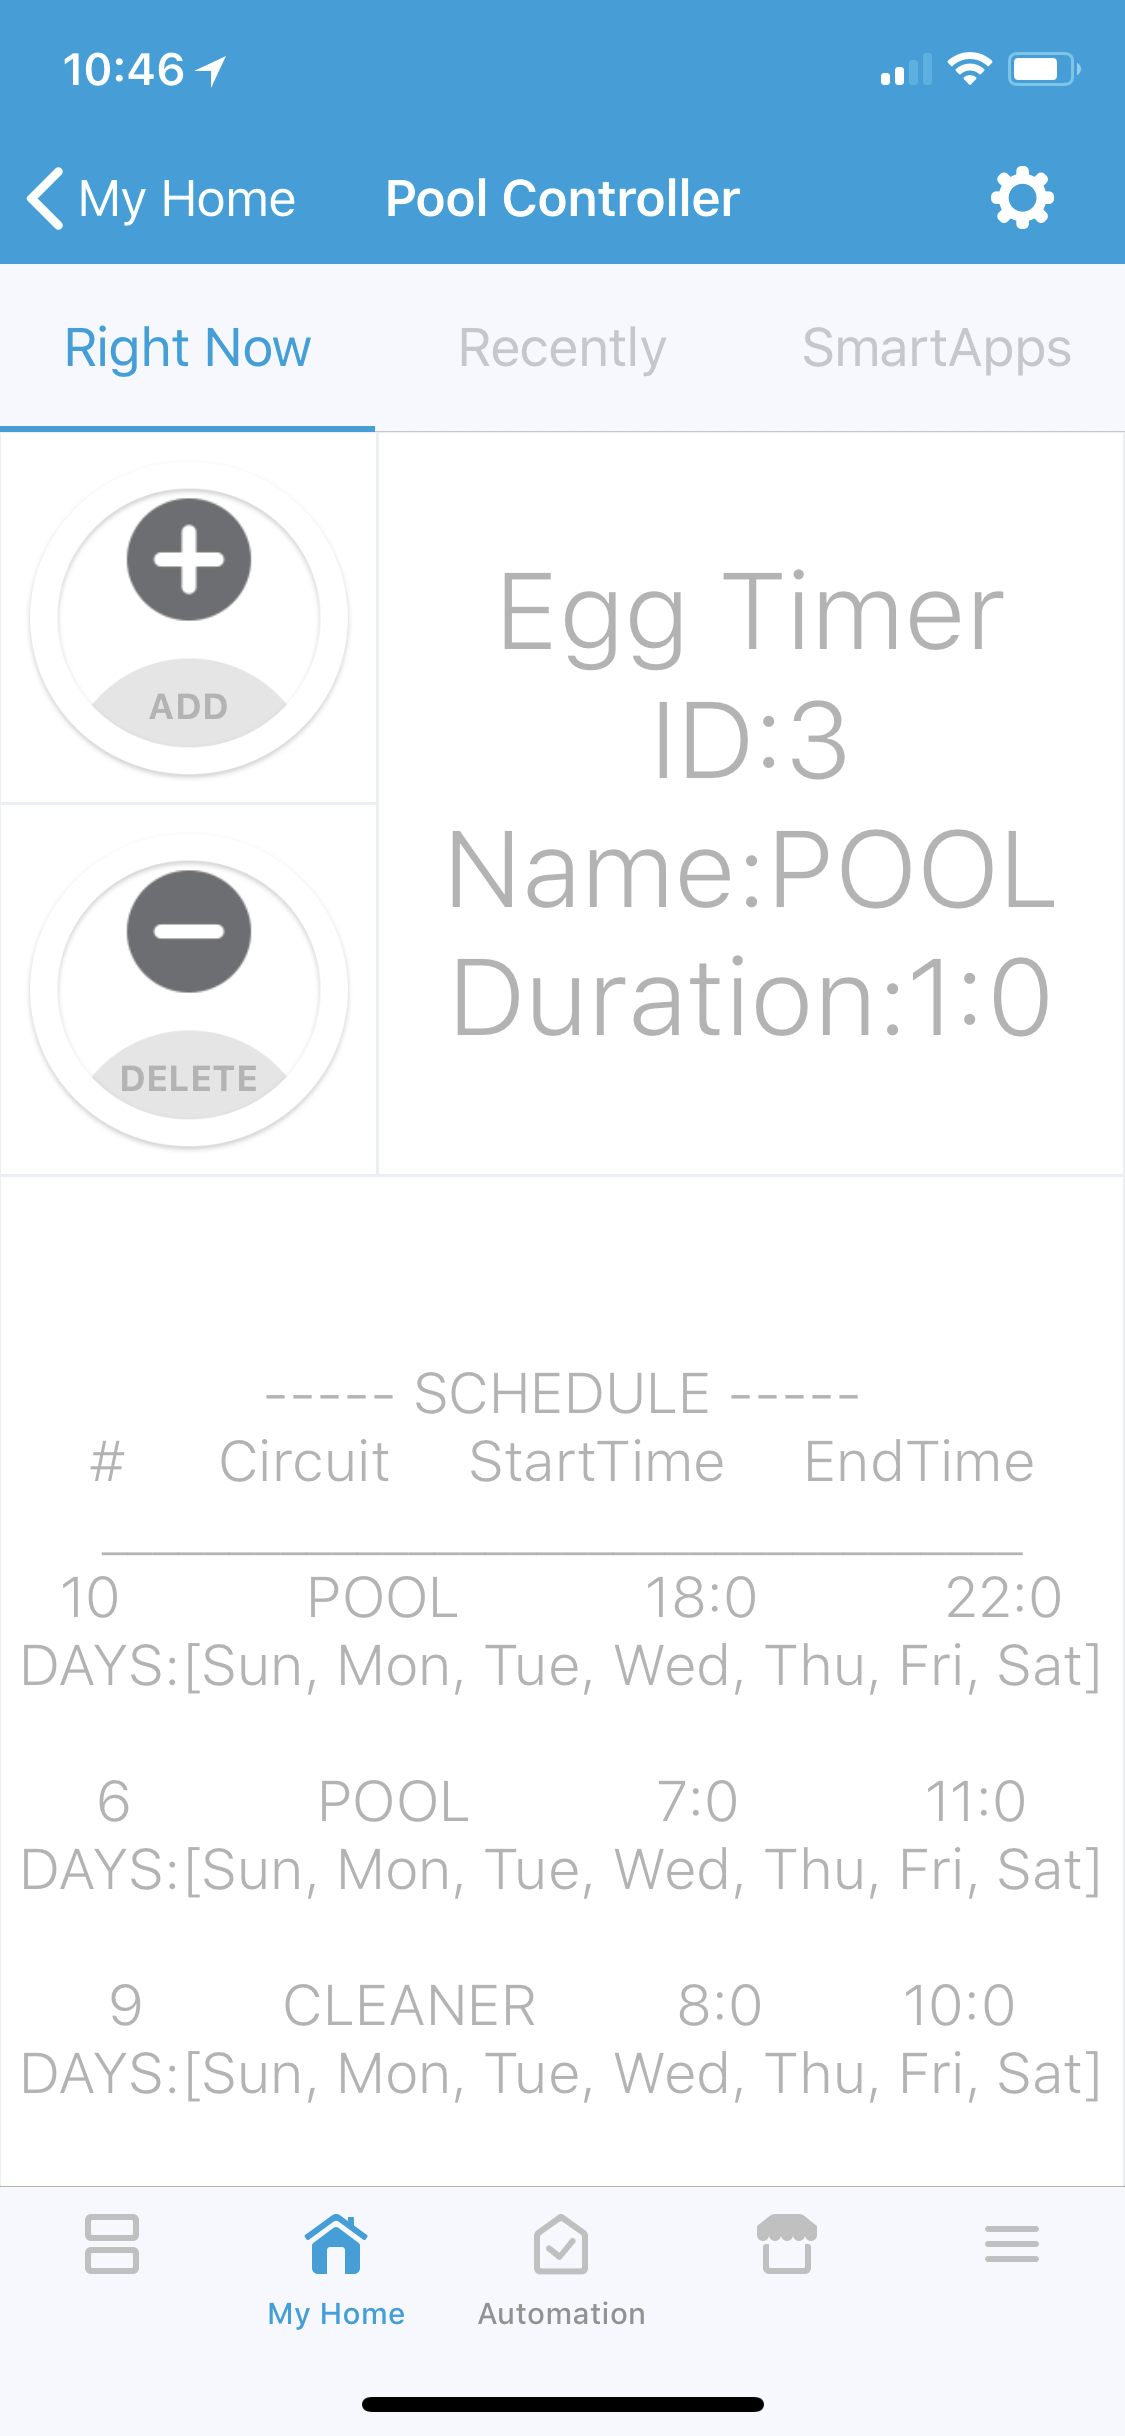 10:46
My Home Pool Controller
Right Now Recently SmartApps
ADD
Egg Timer
ID:3
Name:POOL
Duration:1:0
DELETE
----- SCHEDULE -----
# Circuit StartTime EndTime
____________________________________
10 POOL 18:0 22:0
DAYS:[Sun, Mon, Tue, Wed, Thu, Fri, Sat]
6 POOL 7:0 11:0
DAYS:[Sun, Mon, Tue, Wed, Thu, Fri, Sat]
9 CLEANER 8:0 10:0
DAYS:[Sun, Mon, Tue, Wed, Thu, Fri, Sat]
My Home Automation